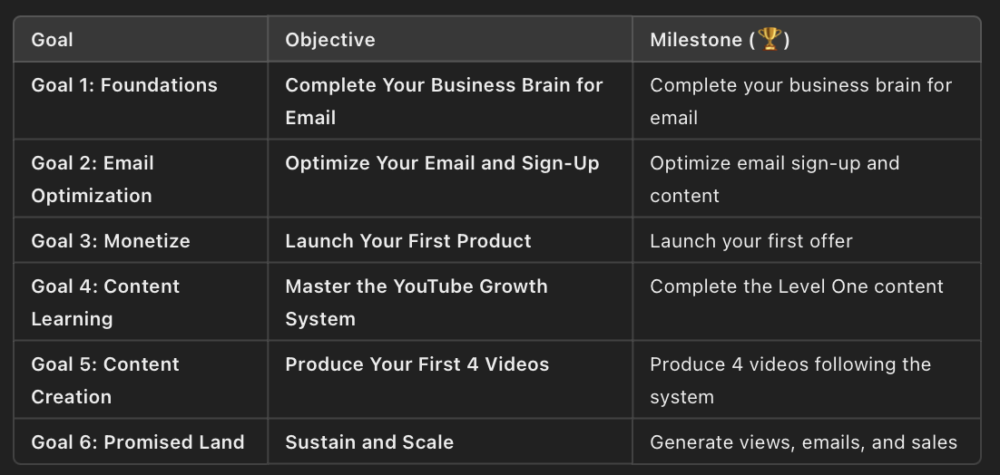 Goal
Objective
Milestone (🏆)
Goal 1: Foundations
Complete Your Business Brain for
Email
Complete your business brain for
email
Goal 2: Email
Optimization
Optimize Your Email and Sign-Up
Optimize email sign-up and
content
Goal 3: Monetize
Launch Your First Product
Launch your first offer
Goal 4: Content
Learning
Master the YouTube Growth
System
Complete the Level One content
Goal 5: Content
Creation
Produce Your First 4 Videos
Produce 4 videos following the
system
Goal 6: Promised Land
Sustain and Scale
Generate views, emails, and sales